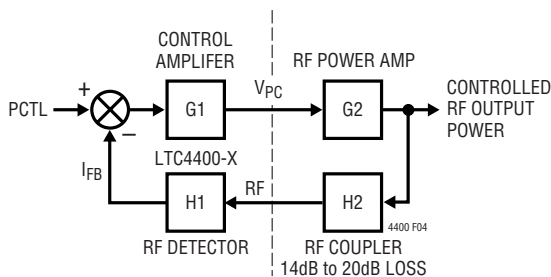 CONTROL
AMPLIFER
RF POWER AMP
PCTL
+
−
G1
VPC
G2
CONTROLLED
RF OUTPUT
POWER
LTC4400-X
IFB
H1
RF
H2
4400 F04
RF DETECTOR
RF COUPLER
14dB to 20dB LOSS